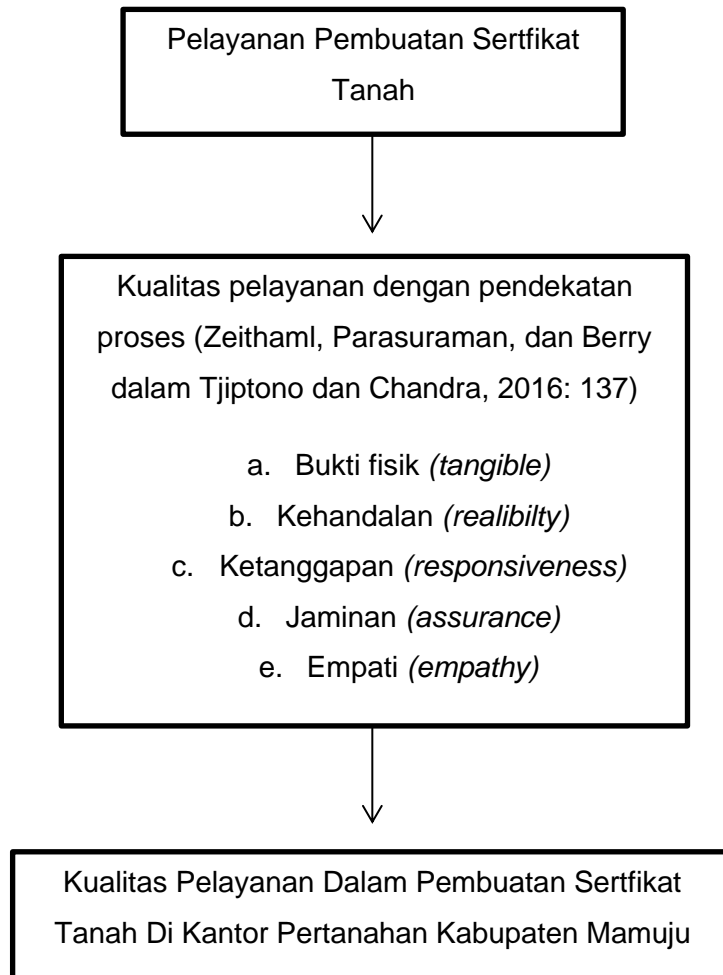 Pelayanan Pembuatan Sertfikat
Tanah
Kualitas pelayanan dengan pendekatan
proses (Zeithaml, Parasuraman, dan Berry
dalam Tjiptono dan Chandra, 2016: 137)
a. Bukti fisik (tangible)
b. Kehandalan (realibilty)
c. Ketanggapan (responsiveness)
d. Jaminan (assurance)
e. Empati (empathy)
Kualitas Pelayanan Dalam Pembuatan Sertfikat
Tanah Di Kantor Pertanahan Kabupaten Mamuju